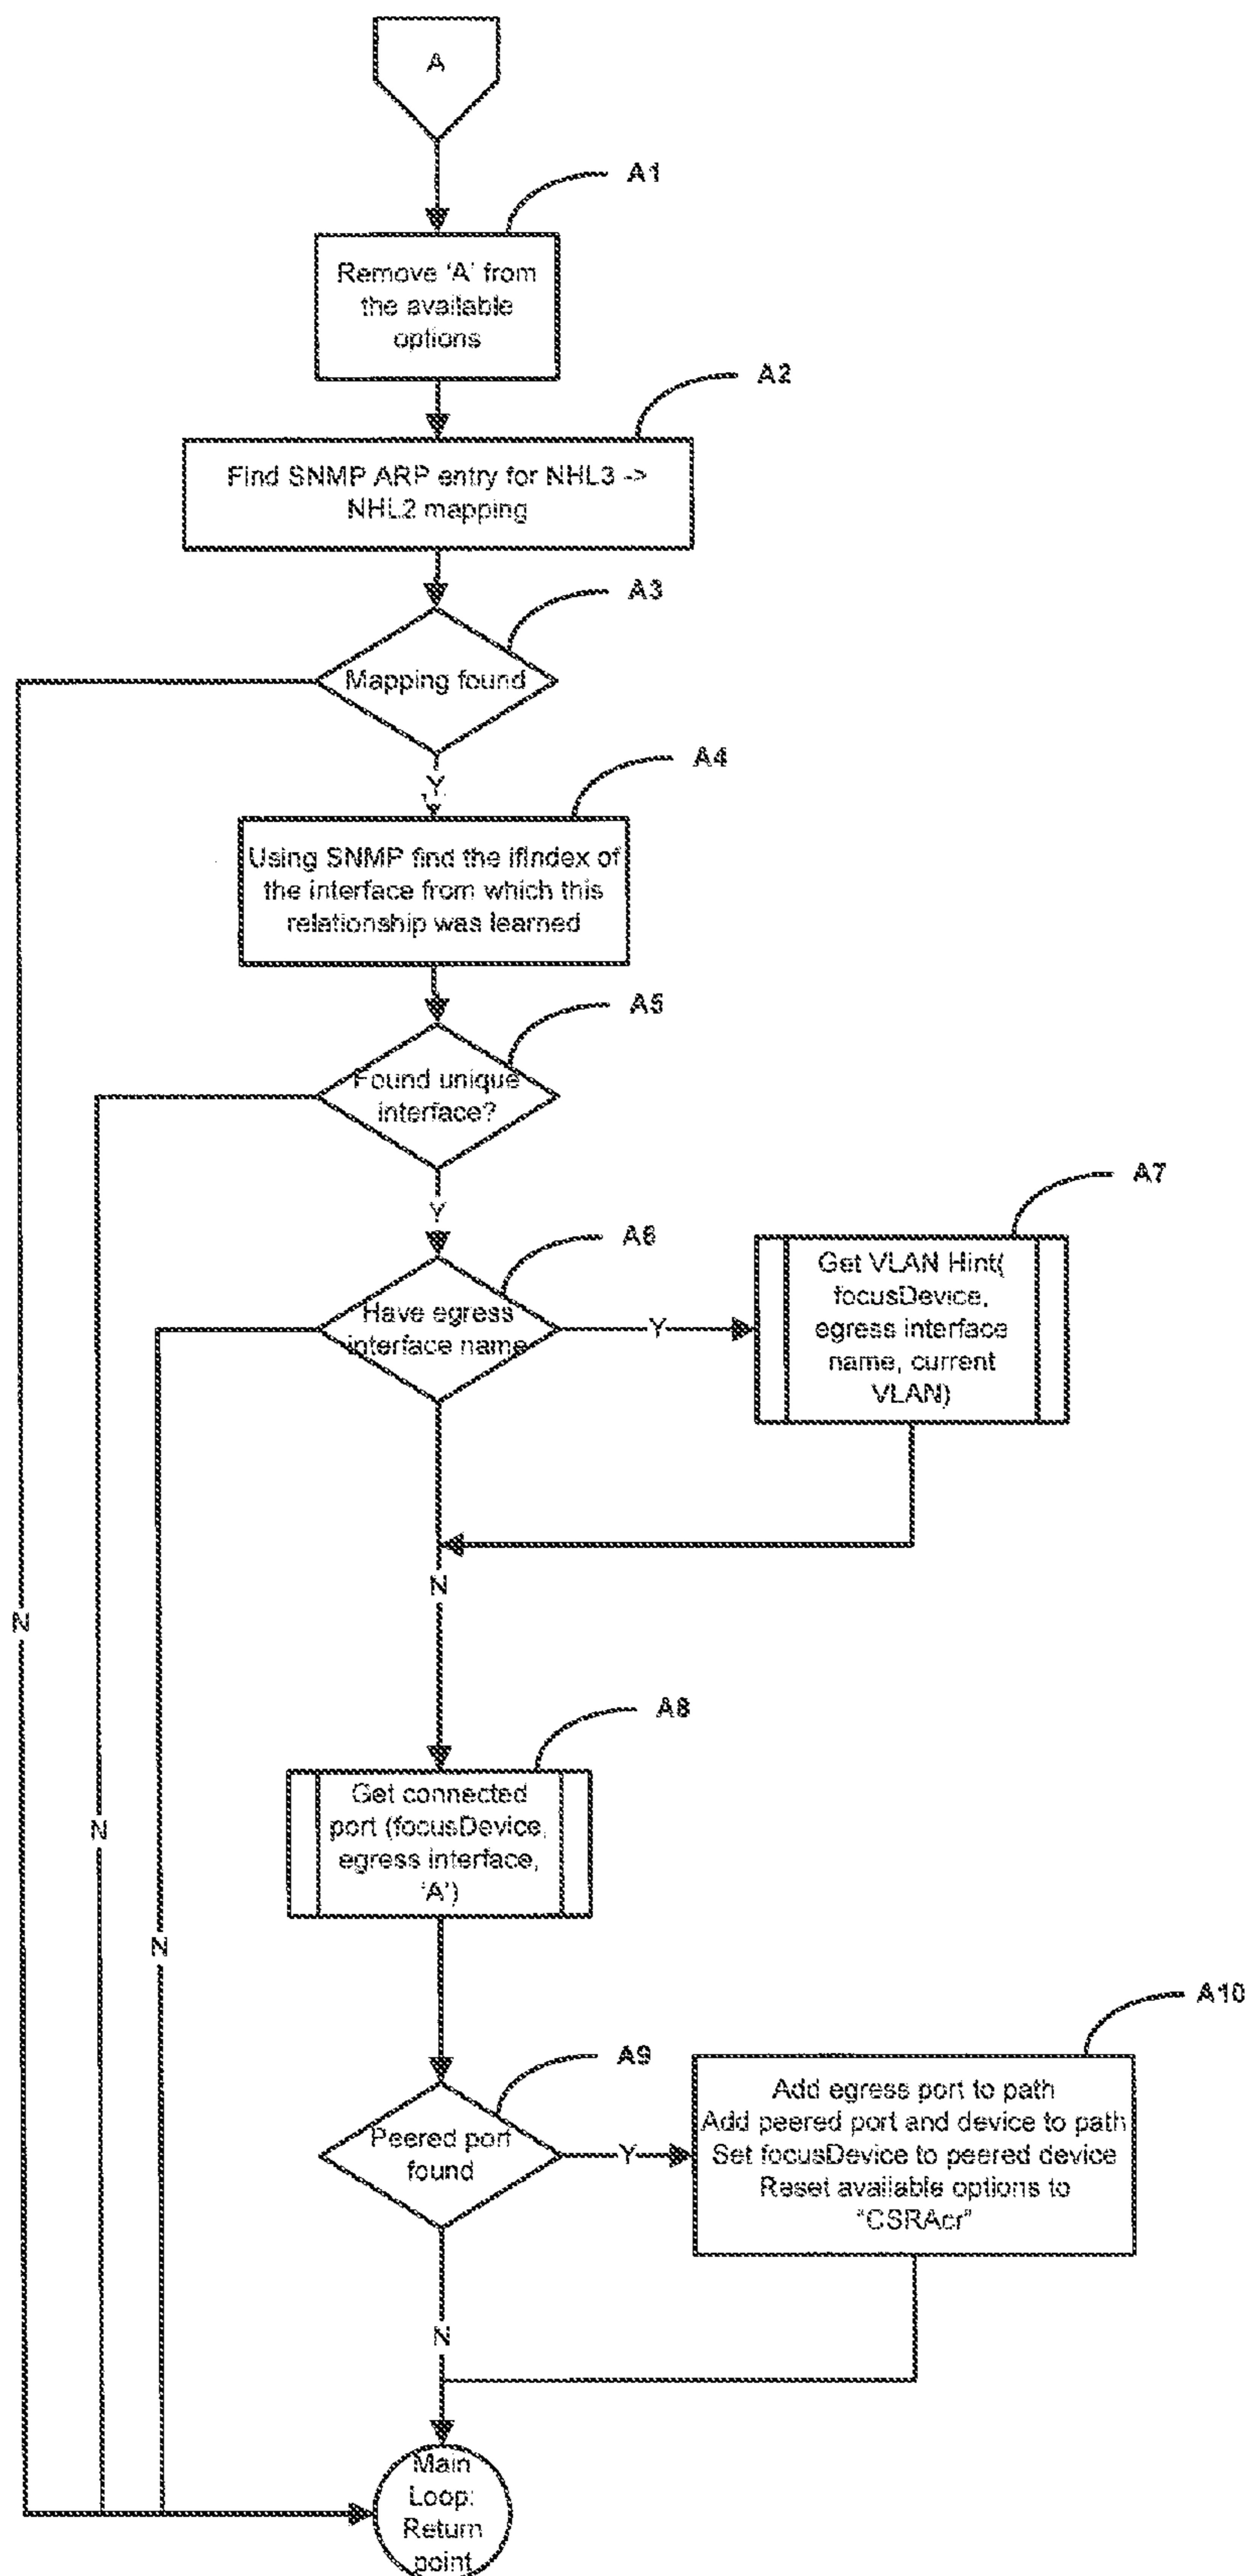 A
A1
Remove 'A' from
the available
options
A2
Find SNMP ARP entry for NHL3 ->
NHL2 mapping
A3
Mapping found
Y
A4
Using SNMP find the ifIndex of
the interface from which this
relationship was learned
A5
Found unique
interface?
Y
A6
Have egress
interface name
Y
A7
Get VLAN Hint(
focusDevice,
egress interface
name, current
VLAN)
N
N
N
N
A8
Get connected
port (focusDevice,
egress interface,
'A')
A9
Peered port
found
Y
A10
Add egress port to path
Add peered port and device to path
Set focusDevice to peered device
Reset available options to
"CSRAcr"
N
Main
Loop:
Return
point